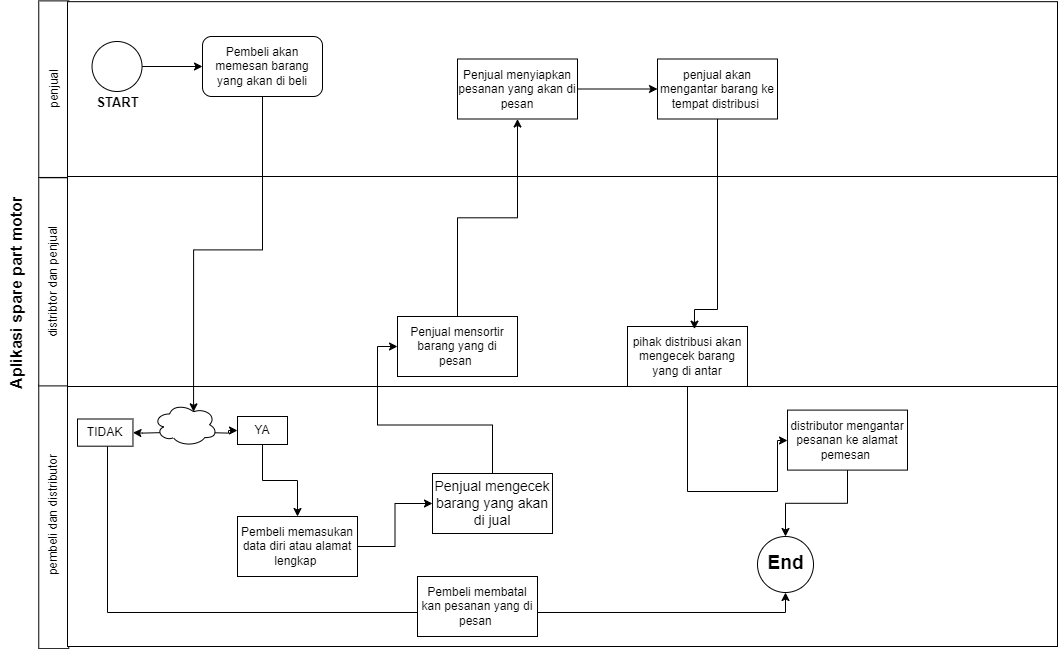 Aplikasi spare part motor
penjual
START
Pembeli akan
memesan barang
yang akan di beli
Penjual menyiapkan
pesanan yang akan di
pesan
penjual akan
mengantar barang ke
tempat distribusi
distribtor dan penjual
Penjual mensortir
barang yang di
pesan
pihak distribusi akan
mengecek barang
yang di antar
pembeli dan distributor
TIDAK
YA
distributor mengantar
pesanan ke alamat
pemesan
Penjual mengecek
barang yang akan
di jual
Pembeli memasukan
data diri atau alamat
lengkap
End
Pembeli membatal
kan pesanan yang di
pesan